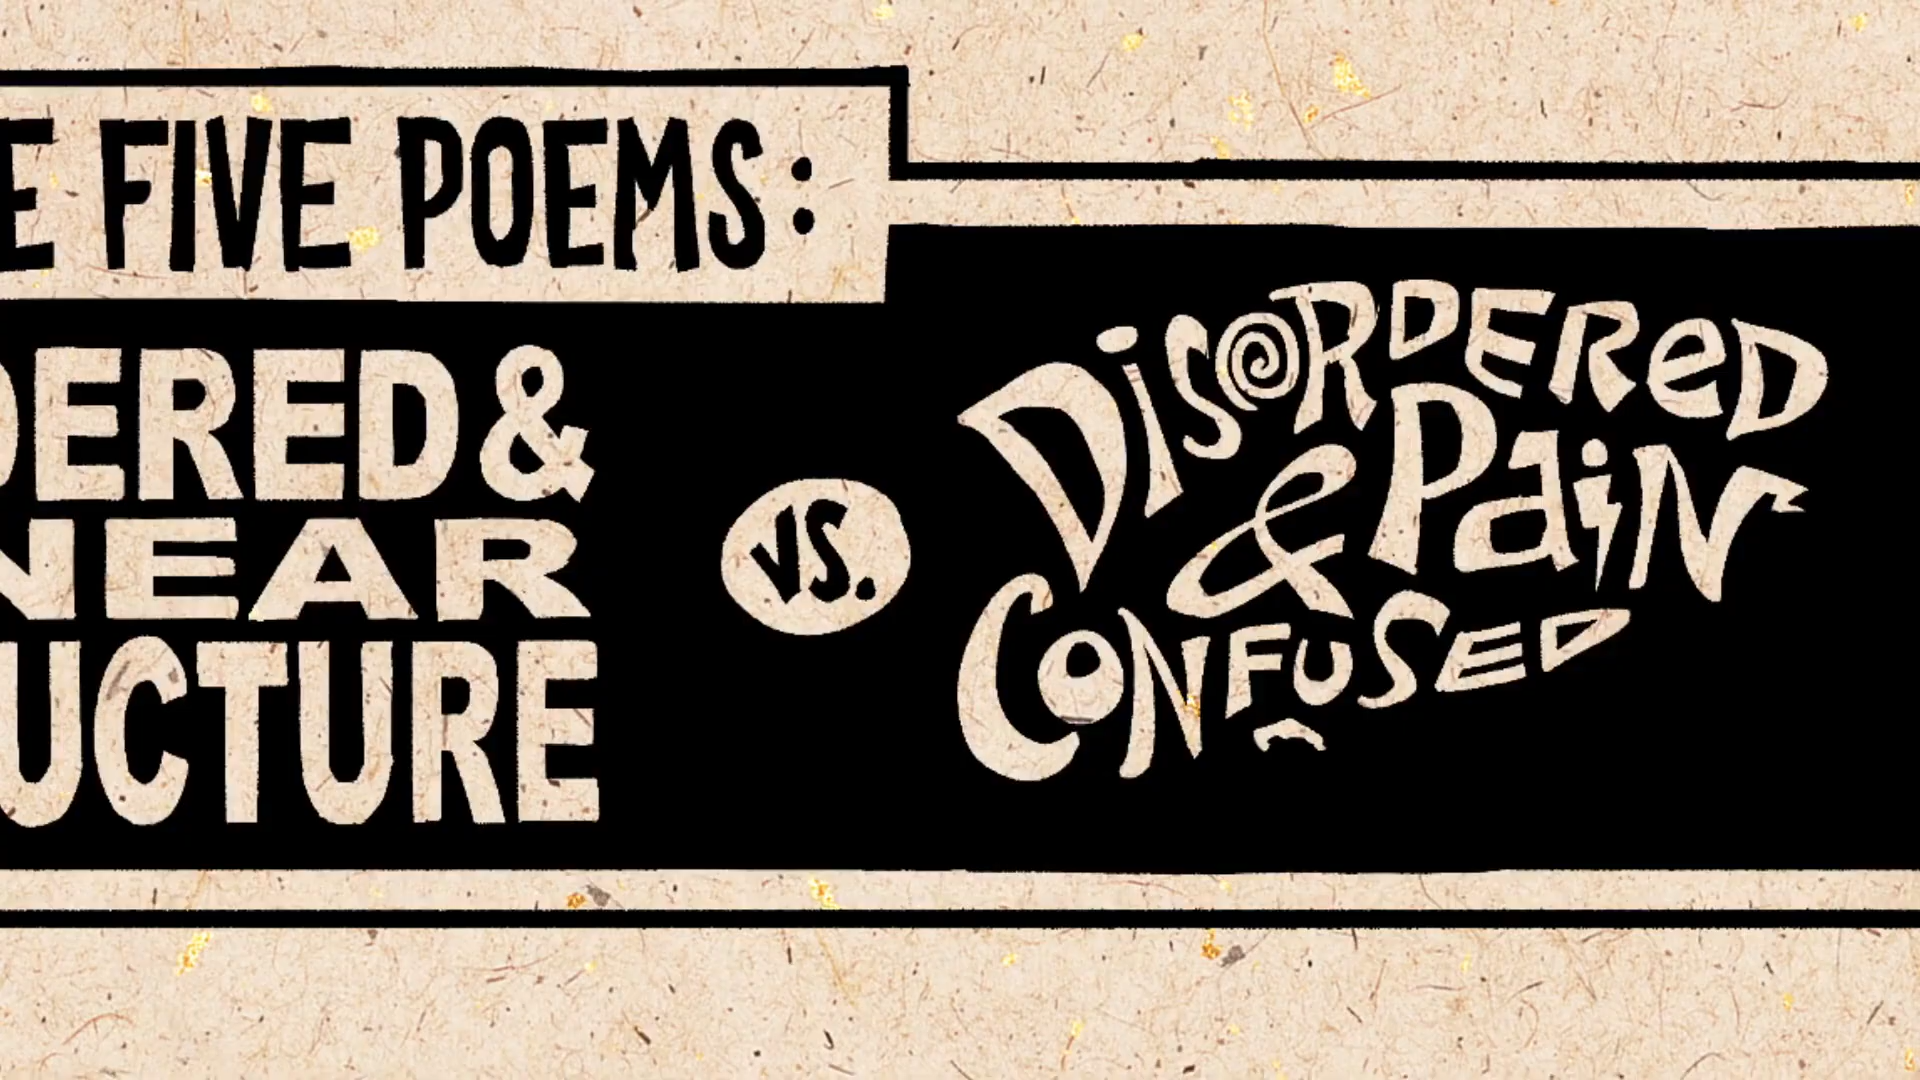 E FIVE POEMS:
DERED &
NEAR
UCTURE
VS.
DiSORDERED
& PaiN
CONFUSED